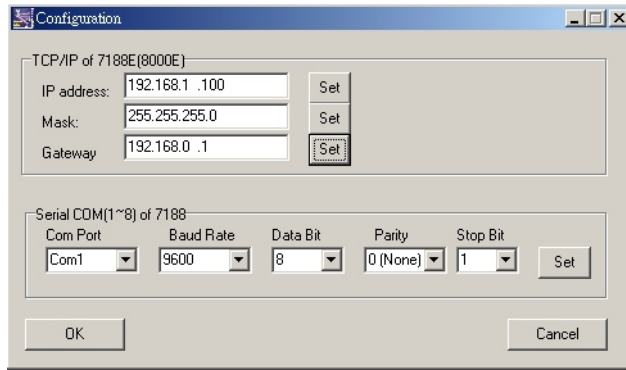 Configuration
TCP/IP of 7188E(8000E)
IP address: 192.168.1 .100 Set
Mask: 255.255.255.0 Set
Gateway 192.168.0 .1 Set
Serial COM(1~8) of 7188
Com Port Baud Rate Data Bit Parity Stop Bit
Com1 9600 8 0 (None) 1 Set
OK Cancel